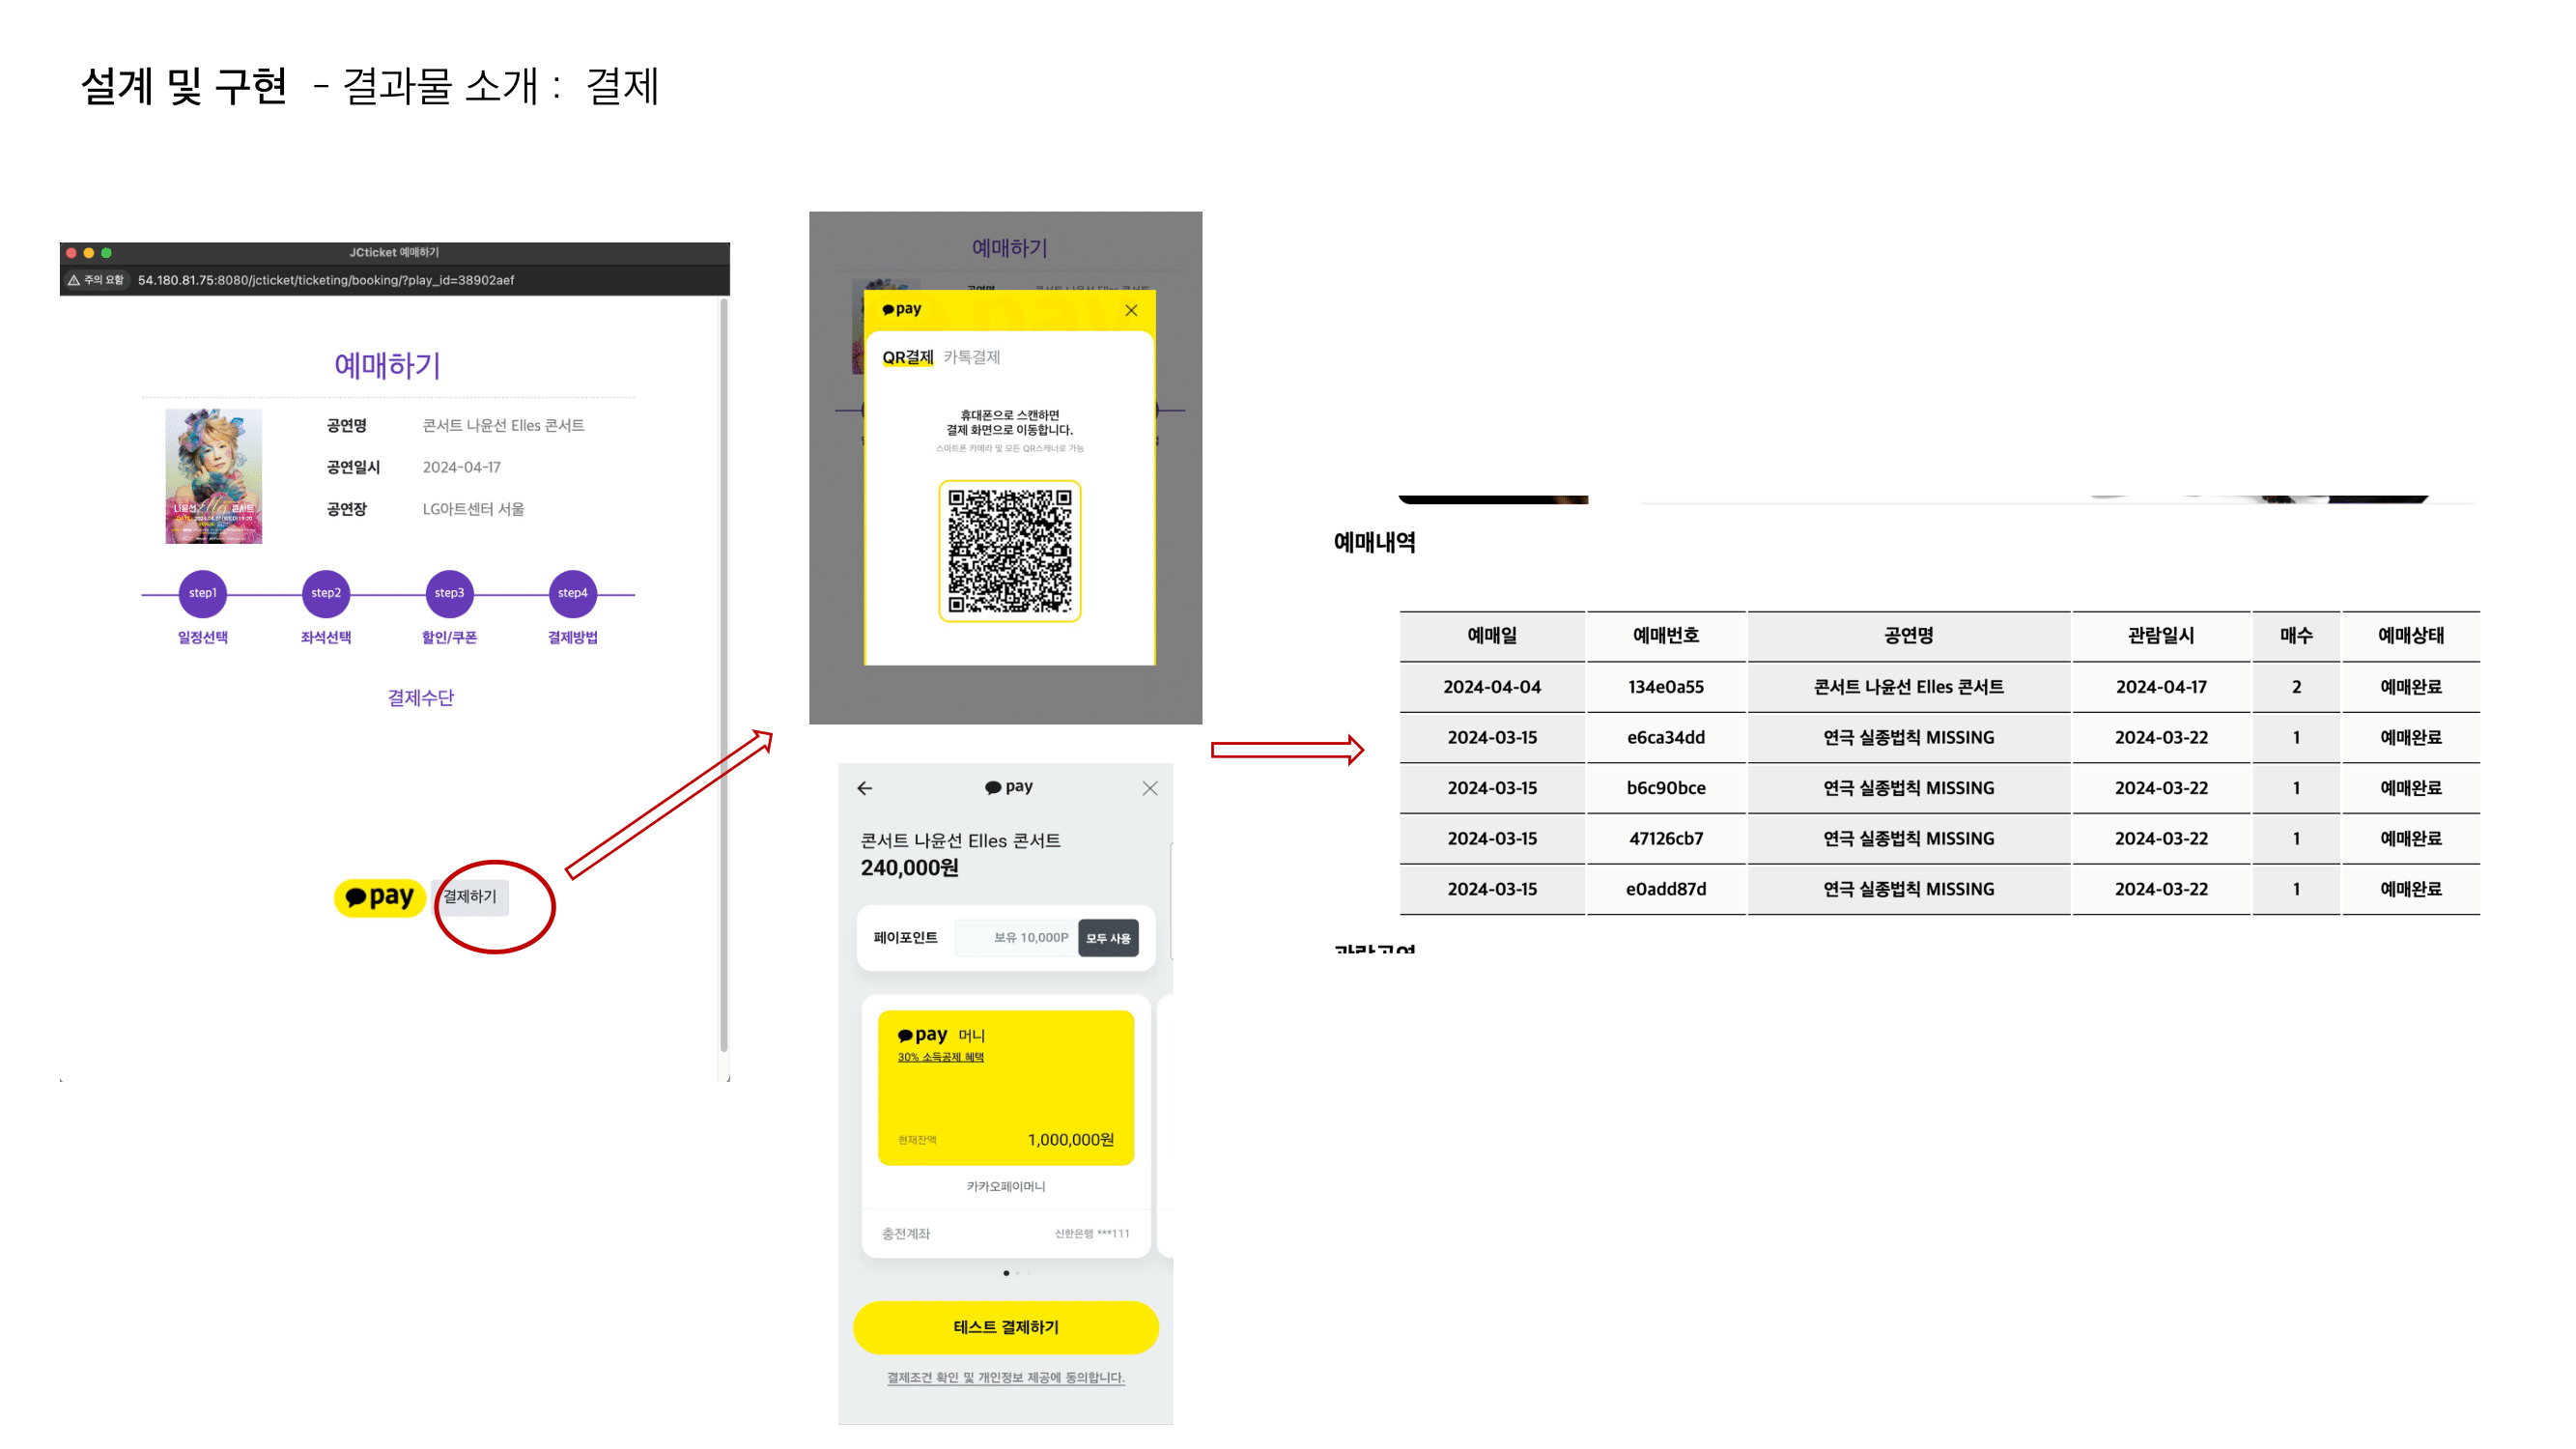 설계 및 구현 - 결과물 소개 : 결제
JCticket 예매하기
주의 요함 54.180.81.75:8080/jcticket/ticketing/booking/?play_id=38902aef
예매하기
공연명 콘서트 나윤선 Elles 콘서트
공연일시 2024-04-17
공연장 LG아트센터 서울
나윤선 Elles 콘서트
step1 step2 step3 step4
일정선택 좌석선택 할인/쿠폰 결제방법
결제수단
pay 결제하기
예매하기
pay
QR결제 카톡결제
휴대폰으로 스캔하면
결제 화면으로 이동합니다.
스마트폰 카메라 및 모든 QR스캐너로 가능
pay
콘서트 나윤선 Elles 콘서트
240,000원
페이포인트 보유 10,000P 모두 사용
pay 머니
30% 소득공제 혜택
현재잔액 1,000,000원
카카오페이머니
충전계좌 신한은행 ***111
테스트 결제하기
결제조건 확인 및 개인정보 제공에 동의합니다.
예매내역
예매일 예매번호 공연명 관람일시 매수 예매상태
2024-04-04 134e0a55 콘서트 나윤선 Elles 콘서트 2024-04-17 2 예매완료
2024-03-15 e6ca34dd 연극 실종법칙 MISSING 2024-03-22 1 예매완료
2024-03-15 b6c90bce 연극 실종법칙 MISSING 2024-03-22 1 예매완료
2024-03-15 47126cb7 연극 실종법칙 MISSING 2024-03-22 1 예매완료
2024-03-15 e0add87d 연극 실종법칙 MISSING 2024-03-22 1 예매완료